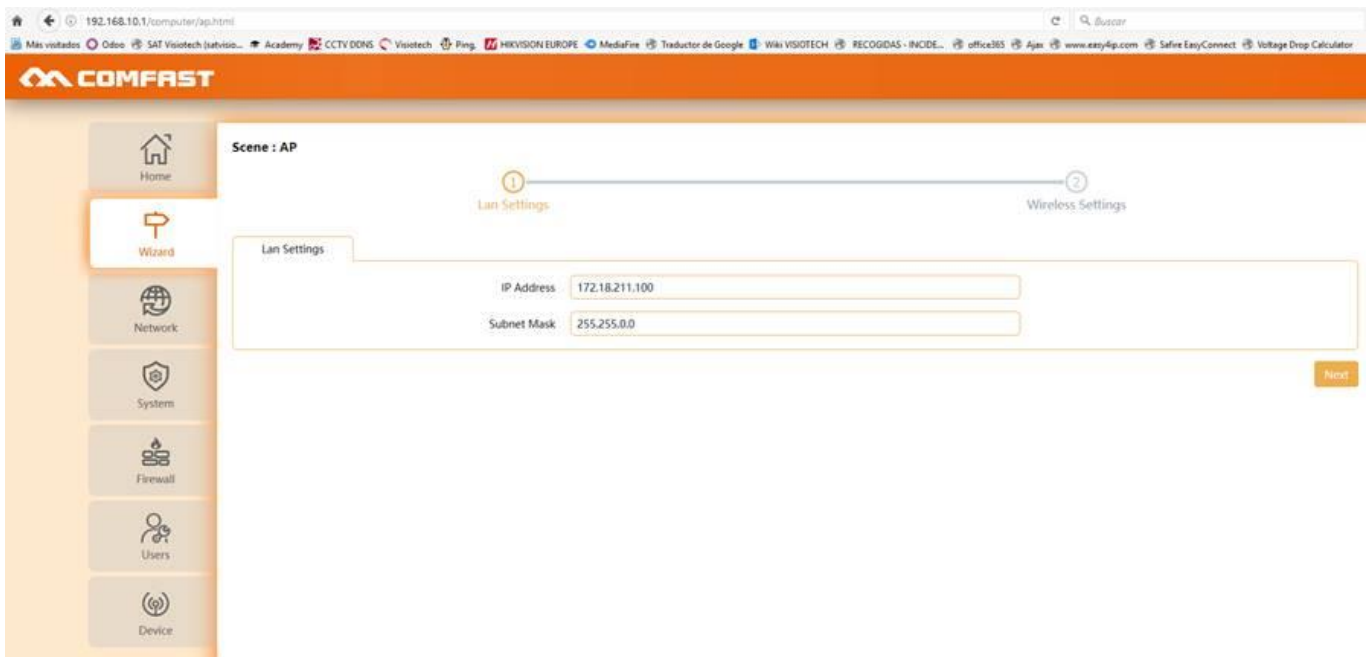 192.168.10.1/computer/ap.html
Buscar
Más visitados Odoo SAT Visiotech (satvisio... Academy CCTV DDNS Visiotech Ping, HIKVISION EUROPE MediaFire Traductor de Google Wiki VISIOTECH RECOGIDAS - INCIDE... office365 Ajax www.easy4ip.com Safire EasyConnect Voltage Drop Calculator
COMFAST
Home
Scene : AP
1
2
Lan Settings
Wireless Settings
Wizard
Lan Settings
IP Address 172.18.211.100
Subnet Mask 255.255.0.0
Network
Next
System
Firewall
Users
Device